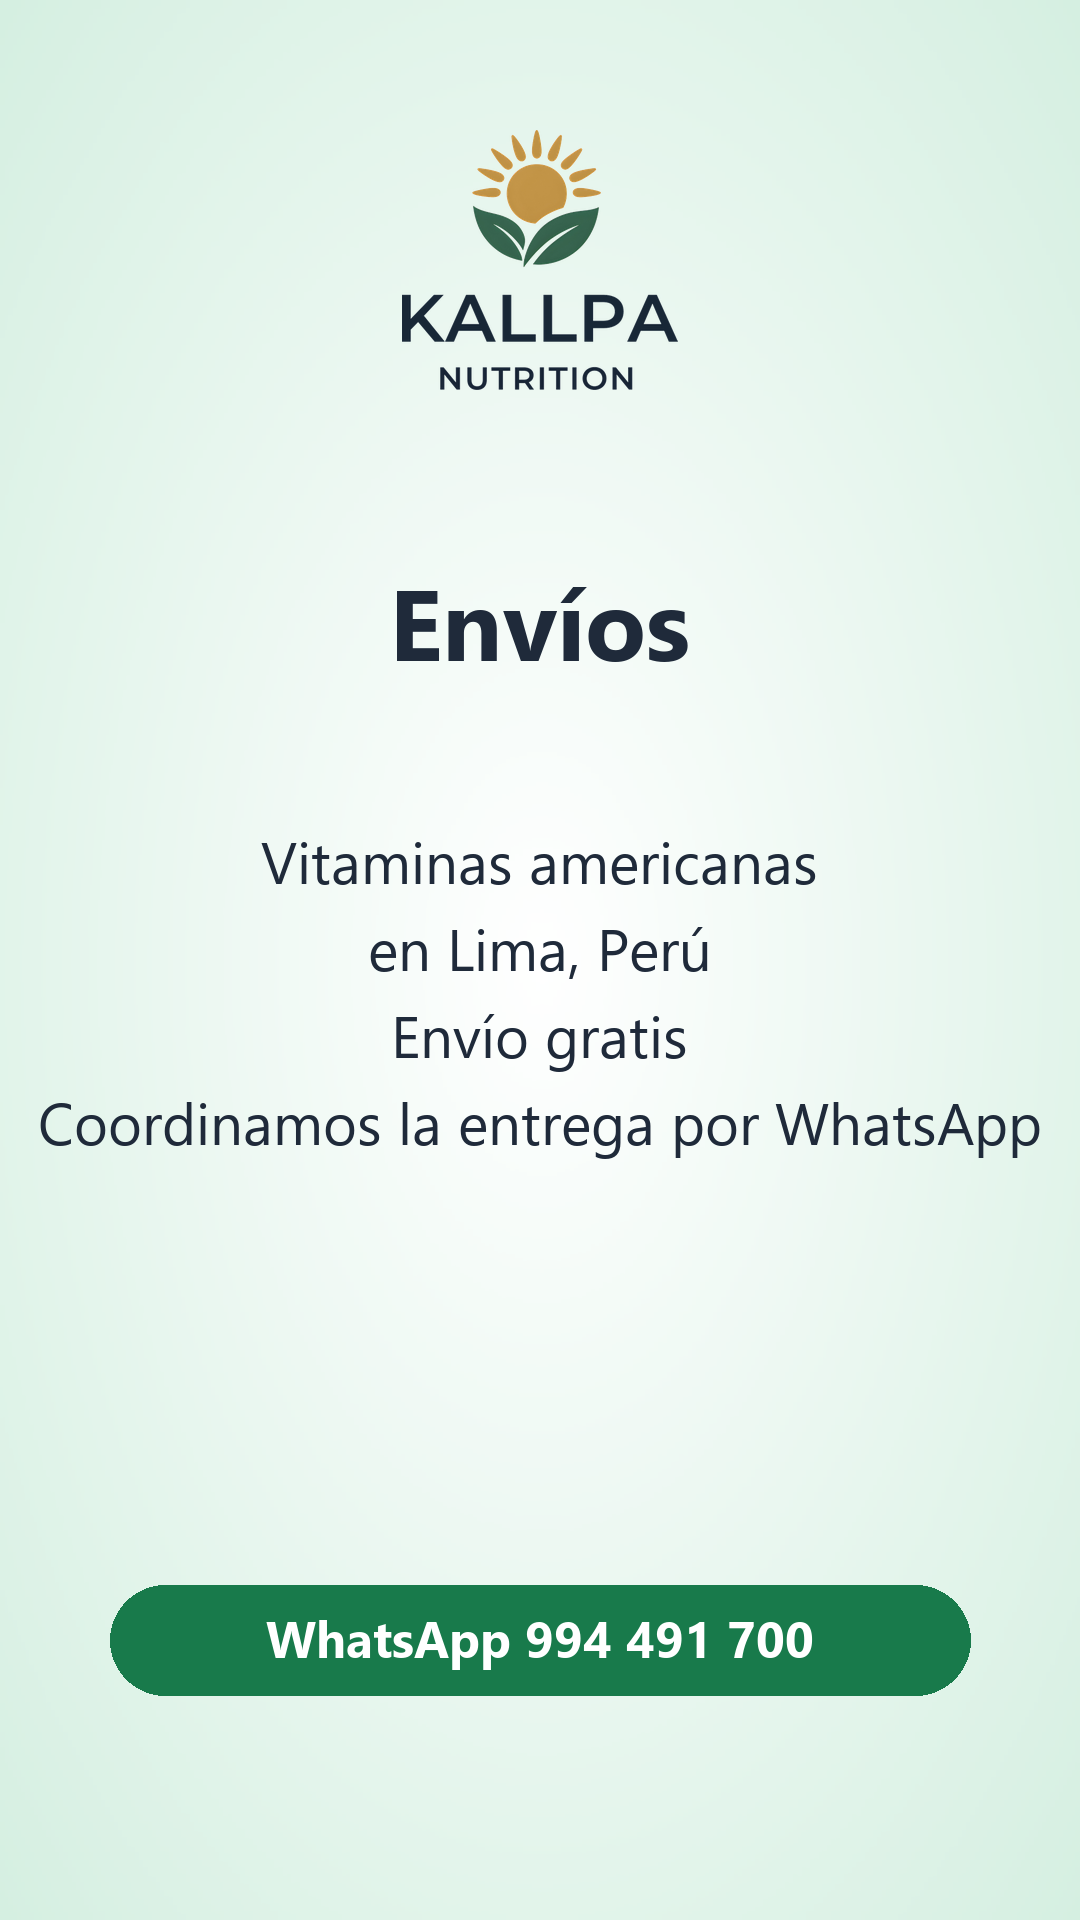 KALLPA
NUTRITION
Envíos
Vitaminas americanas
en Lima, Perú
Envío gratis
Coordinamos la entrega por WhatsApp
WhatsApp 994 491 700